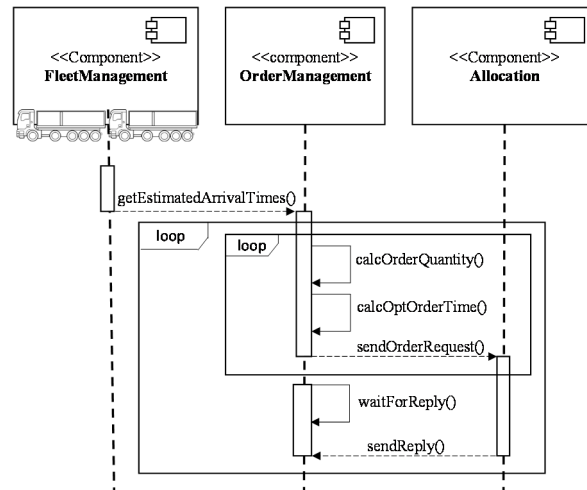 <<Component>>
FleetManagement
<<component>>
OrderManagement
<<Component>>
Allocation
getEstimatedArrivalTimes()
loop
loop
calcOrderQuantity()
calcOptOrderTime()
sendOrderRequest()
waitForReply()
sendReply()